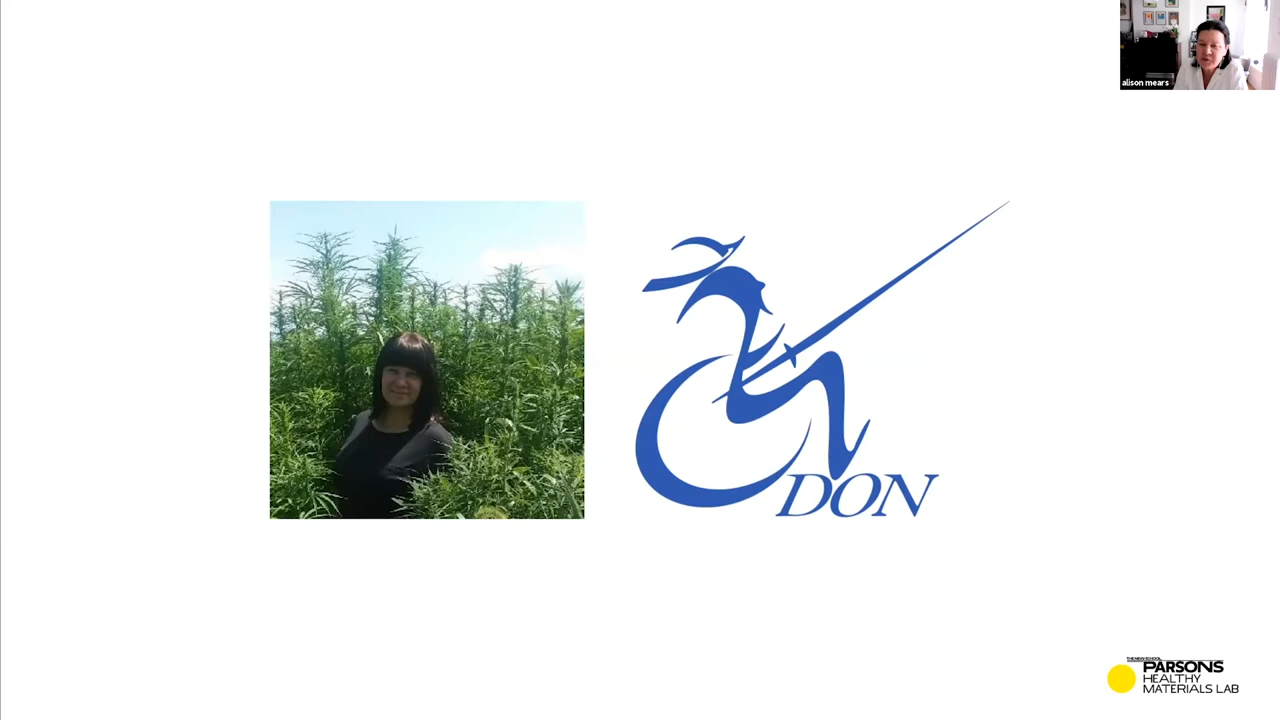 alison mears
DON
THE NEW SCHOOL
PARSONS
HEALTHY
MATERIALS LAB